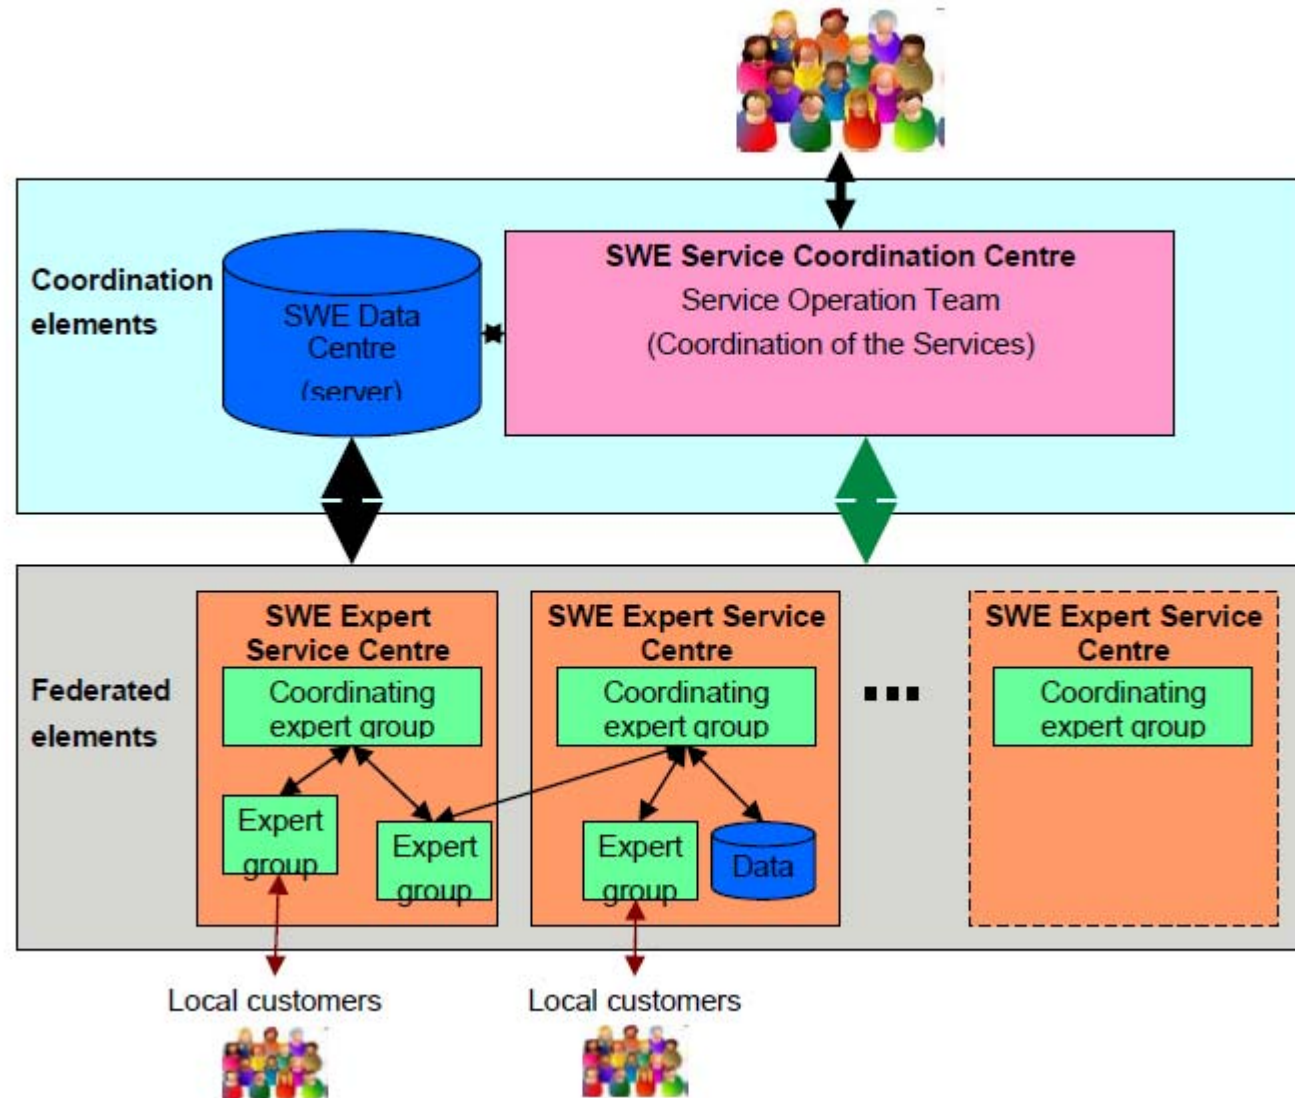 SWE Service Coordination Centre
Service Operation Team
(Coordination of the Services)
Coordination
elements
SWE Data
Centre
(server)
Federated
elements
SWE Expert
Service Centre
Coordinating
expert group
Expert
group
Expert
group
SWE Expert Service
Centre
Coordinating
expert group
Expert
group
Data
...
SWE Expert Service
Centre
Coordinating
expert group
Local customers
Local customers